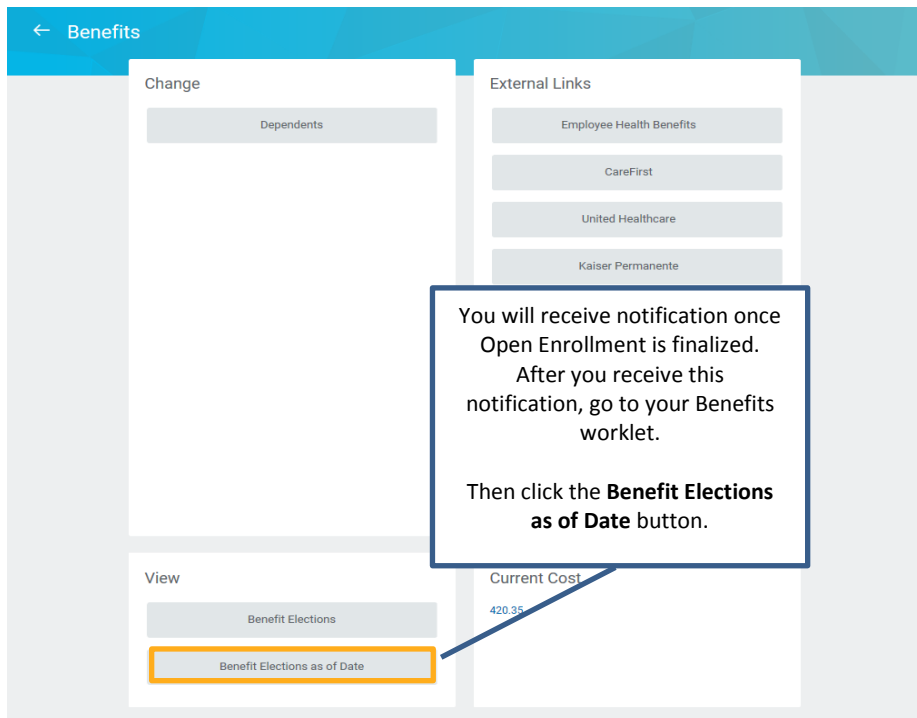 ← Benefits
Change
Dependents
External Links
Employee Health Benefits
CareFirst
United Healthcare
Kaiser Permanente
You will receive notification once
Open Enrollment is finalized.
After you receive this
notification, go to your Benefits
worklet.
Then click the Benefit Elections
as of Date button.
View
Benefit Elections
Benefit Elections as of Date
Current Cost
420.35